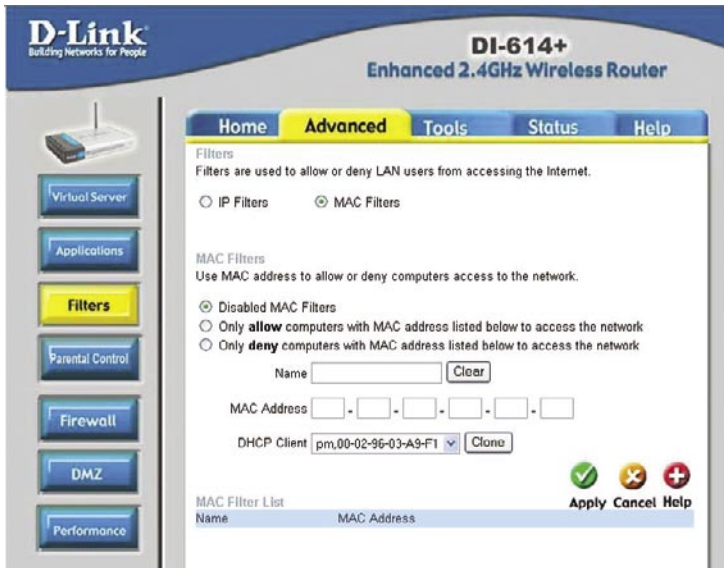 D-Link
Building Networks for People
DI-614+
Enhanced 2.4GHz Wireless Router
Home Advanced Tools Status Help
Virtual Server
Applications
Filters
Parental Control
Firewall
DMZ
Performance
Filters
Filters are used to allow or deny LAN users from accessing the Internet.
IP Filters MAC Filters
MAC Filters
Use MAC address to allow or deny computers access to the network.
Disabled MAC Filters
Only allow computers with MAC address listed below to access the network
Only deny computers with MAC address listed below to access the network
Name Clear
MAC Address - - - - -
DHCP Client pm,00-02-96-03-A9-F1 Clone
Apply Cancel Help
MAC Filter List
Name MAC Address